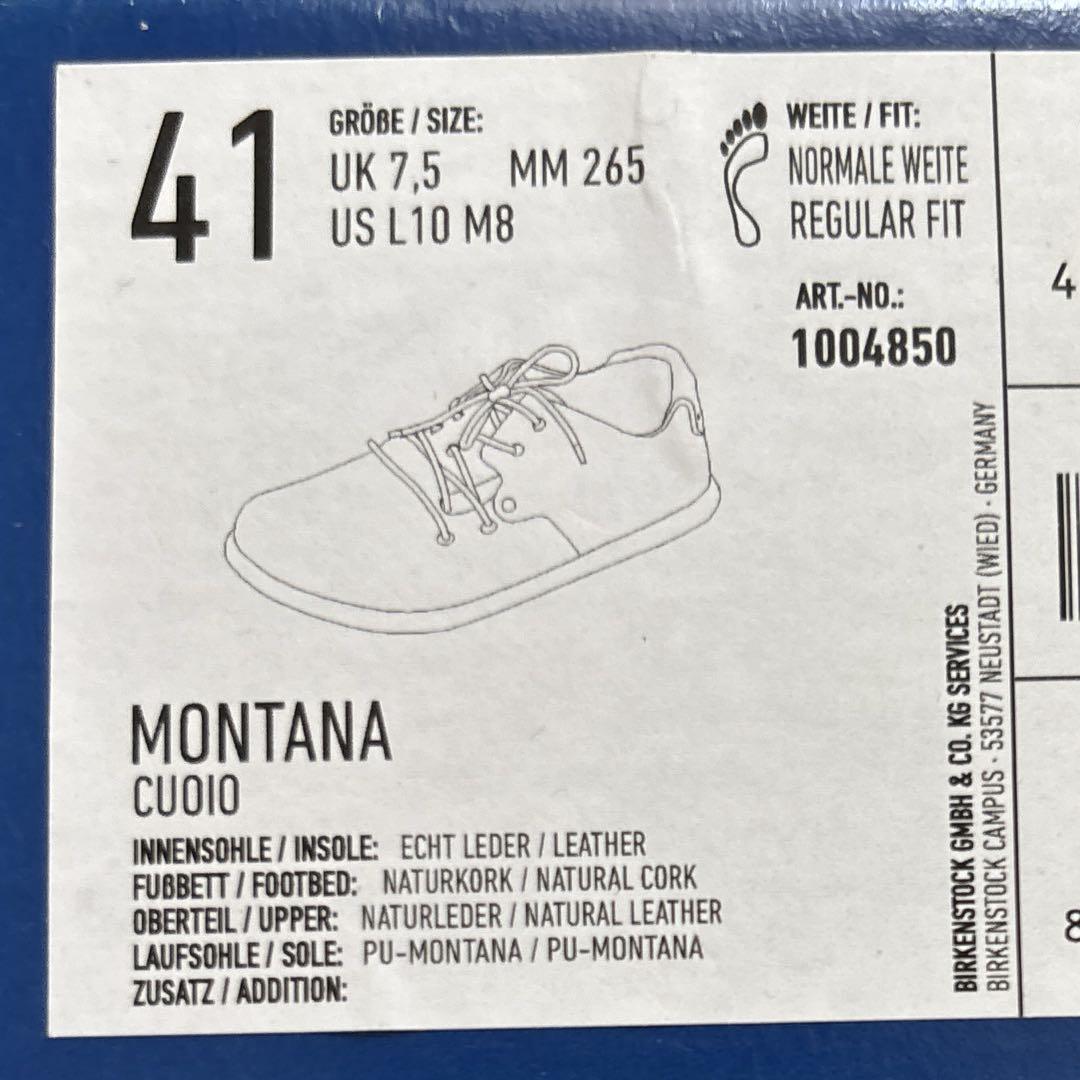 41
GRÖßE / SIZE:
UK 7,5 MM 265
US L10 M8
WEITE / FIT:
NORMALE WEITE
REGULAR FIT
ART.-NO.:
1004850
4
MONTANA
CUOIO
INNENSOHLE / INSOLE: ECHT LEDER / LEATHER
FUßBETT / FOOTBED: NATURKORK / NATURAL CORK
OBERTEIL / UPPER: NATURLEDER / NATURAL LEATHER
LAUFSOHLE / SOLE: PU-MONTANA / PU-MONTANA
ZUSATZ / ADDITION:
BIRKENSTOCK GMBH & CO. KG SERVICES
BIRKENSTOCK CAMPUS · 53577 NEUSTADT (WIED) · GERMANY
8